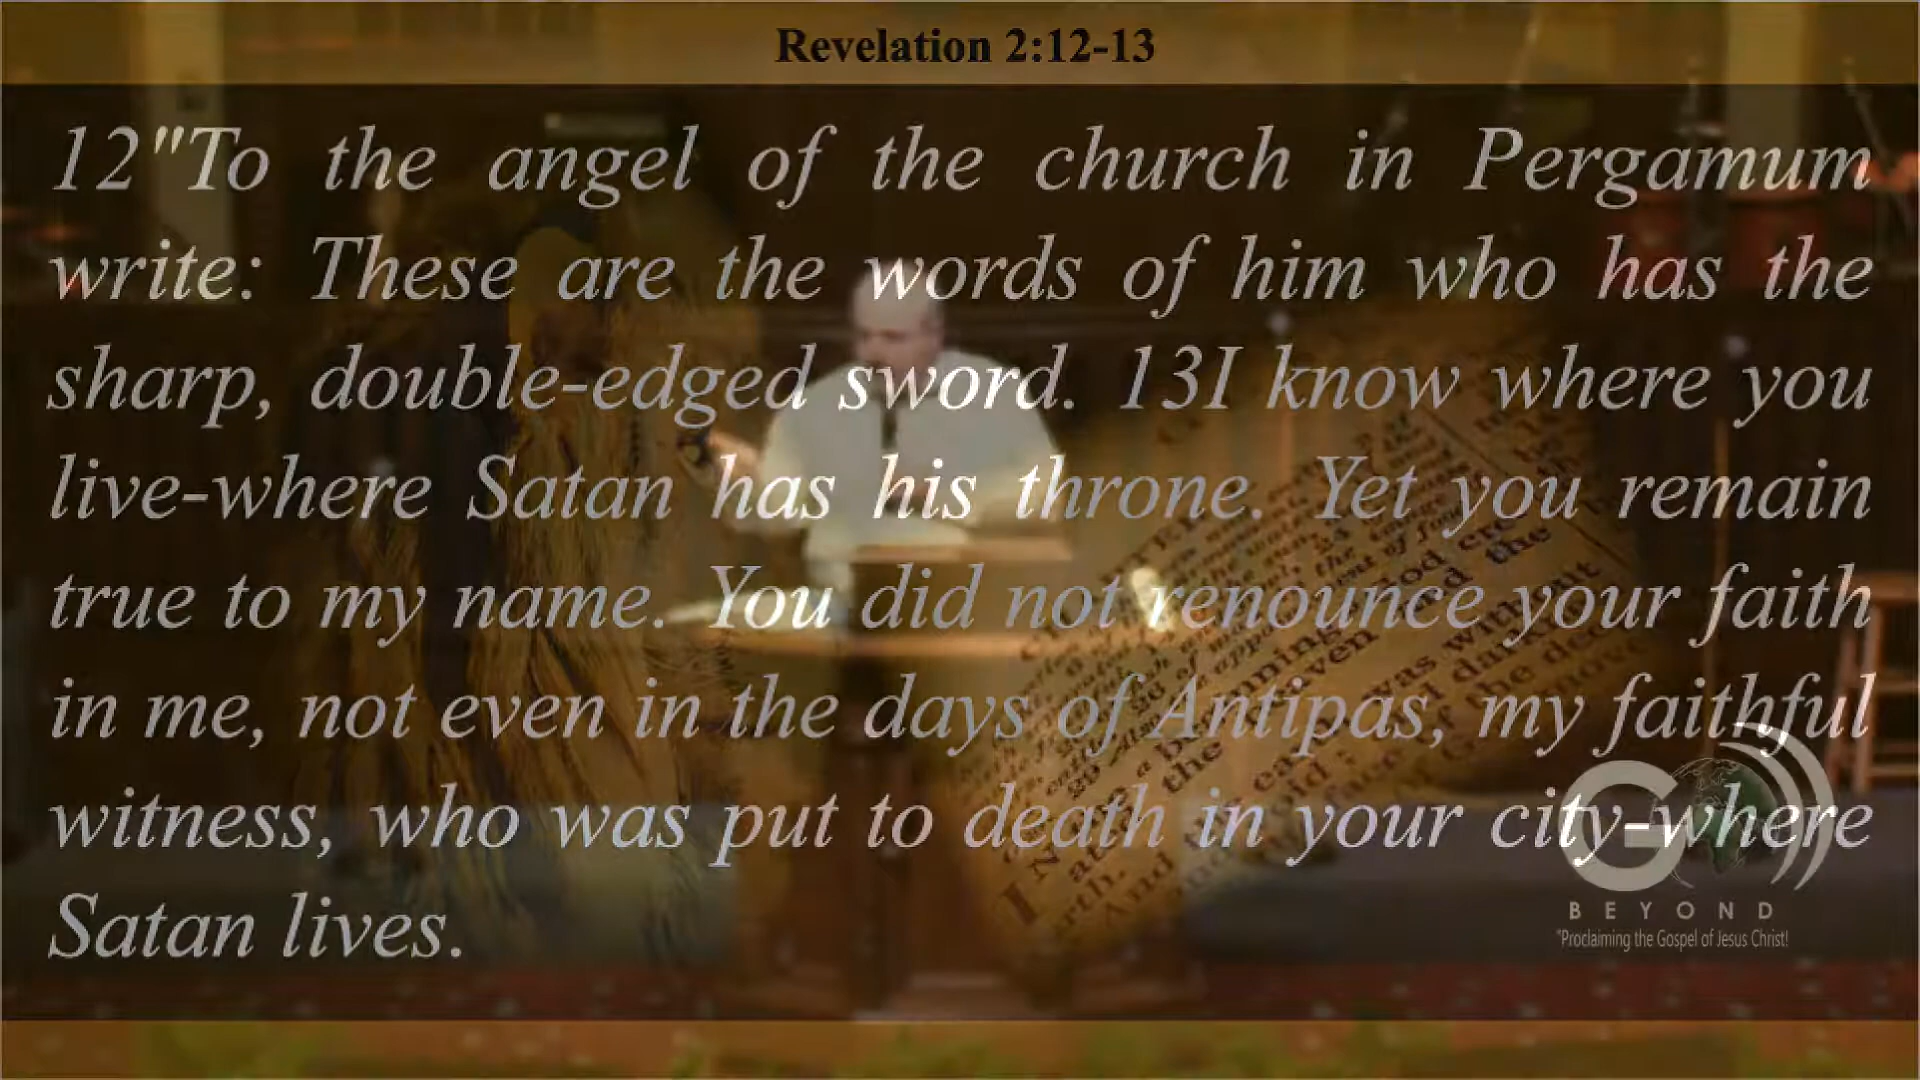 Revelation 2:12-13
12"To the angel of the church in Pergamum
write: These are the words of him who has the
sharp, double-edged sword. 13I know where you
live-where Satan has his throne. Yet you remain
true to my name. You did not renounce your faith
in me, not even in the days of Antipas, my faithful
witness, who was put to death in your city-where
Satan lives.
GO
BEYOND
"Proclaiming the Gospel of Jesus Christ!